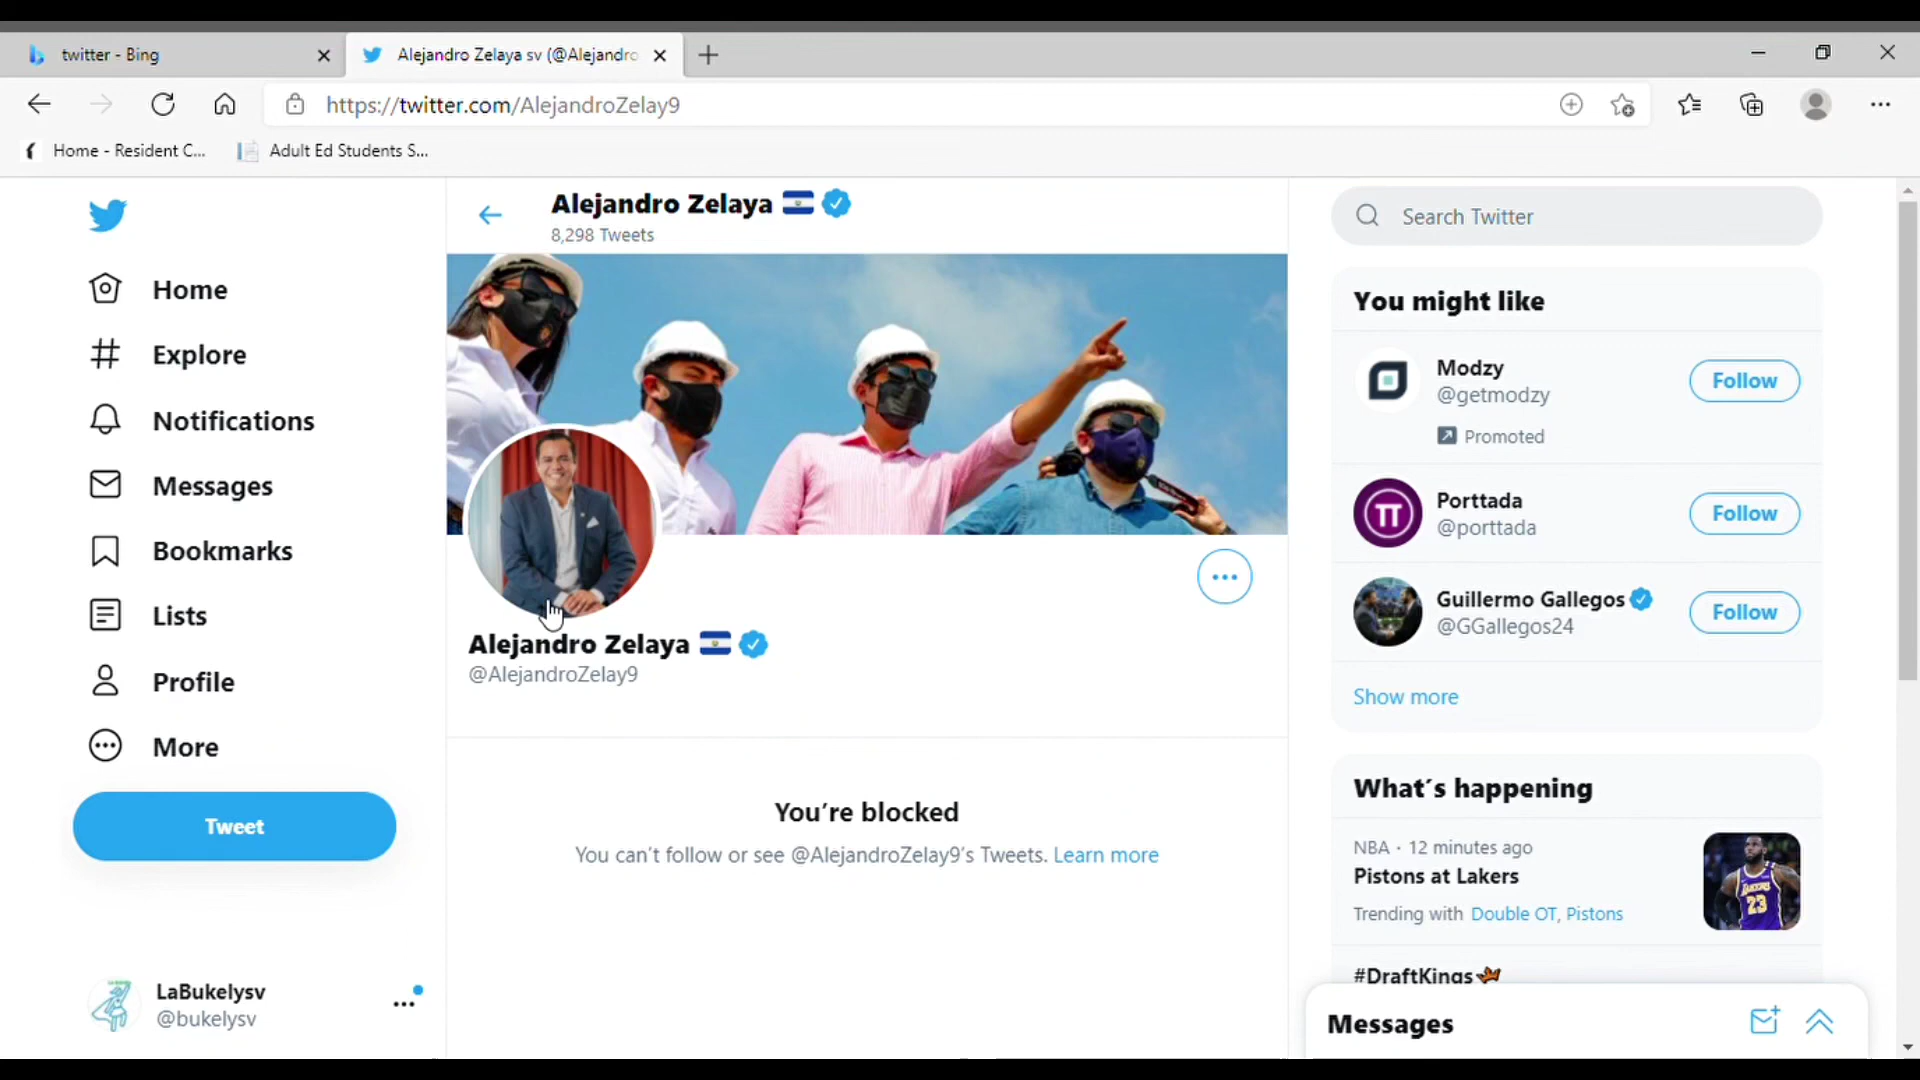 twitter - Bing
Alejandro Zelaya sv (@Alejandro
https://twitter.com/AlejandroZelay9
Home - Resident C...
Adult Ed Students S...
Alejandro Zelaya
8,298 Tweets
Home
Explore
Notifications
Messages
Bookmarks
Lists
Profile
More
Tweet
LaBukelysv
@bukelysv
Alejandro Zelaya
@AlejandroZelay9
You’re blocked
You can’t follow or see @AlejandroZelay9’s Tweets. Learn more
Search Twitter
You might like
Modzy
@getmodzy
Follow
Promoted
Porttada
@porttada
Follow
Guillermo Gallegos
@GGallegos24
Follow
Show more
What’s happening
NBA · 12 minutes ago
Pistons at Lakers
Trending with Double OT, Pistons
LAKERS
23
#DraftKings
Messages